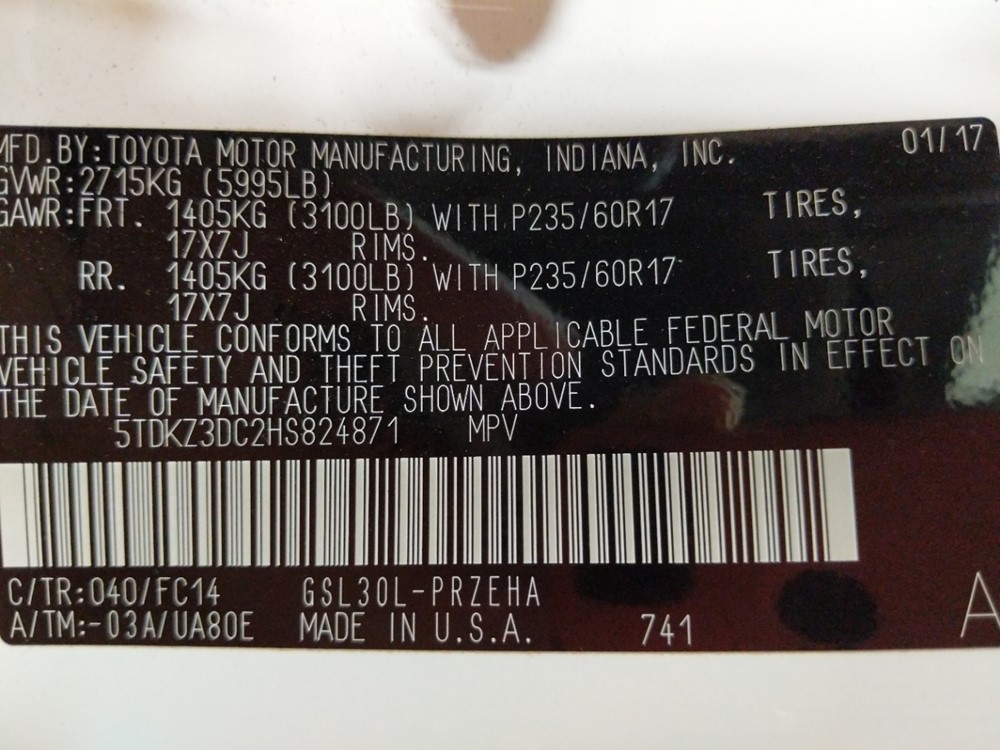 MFD.BY:TOYOTA MOTOR MANUFACTURING, INDIANA, INC. 01/17
GVWR:2715KG (5995LB)
GAWR:FRT. 1405KG (3100LB) WITH P235/60R17 TIRES,
17X7J RIMS.
RR. 1405KG (3100LB) WITH P235/60R17 TIRES,
17X7J RIMS.
THIS VEHICLE CONFORMS TO ALL APPLICABLE FEDERAL MOTOR
VEHICLE SAFETY AND THEFT PREVENTION STANDARDS IN EFFECT ON
THE DATE OF MANUFACTURE SHOWN ABOVE.
5TDKZ3DC2HS824871 MPV
C/TR:040/FC14 GSL30L-PRZEHA
A/TM:-03A/UA80E MADE IN U.S.A. 741 A